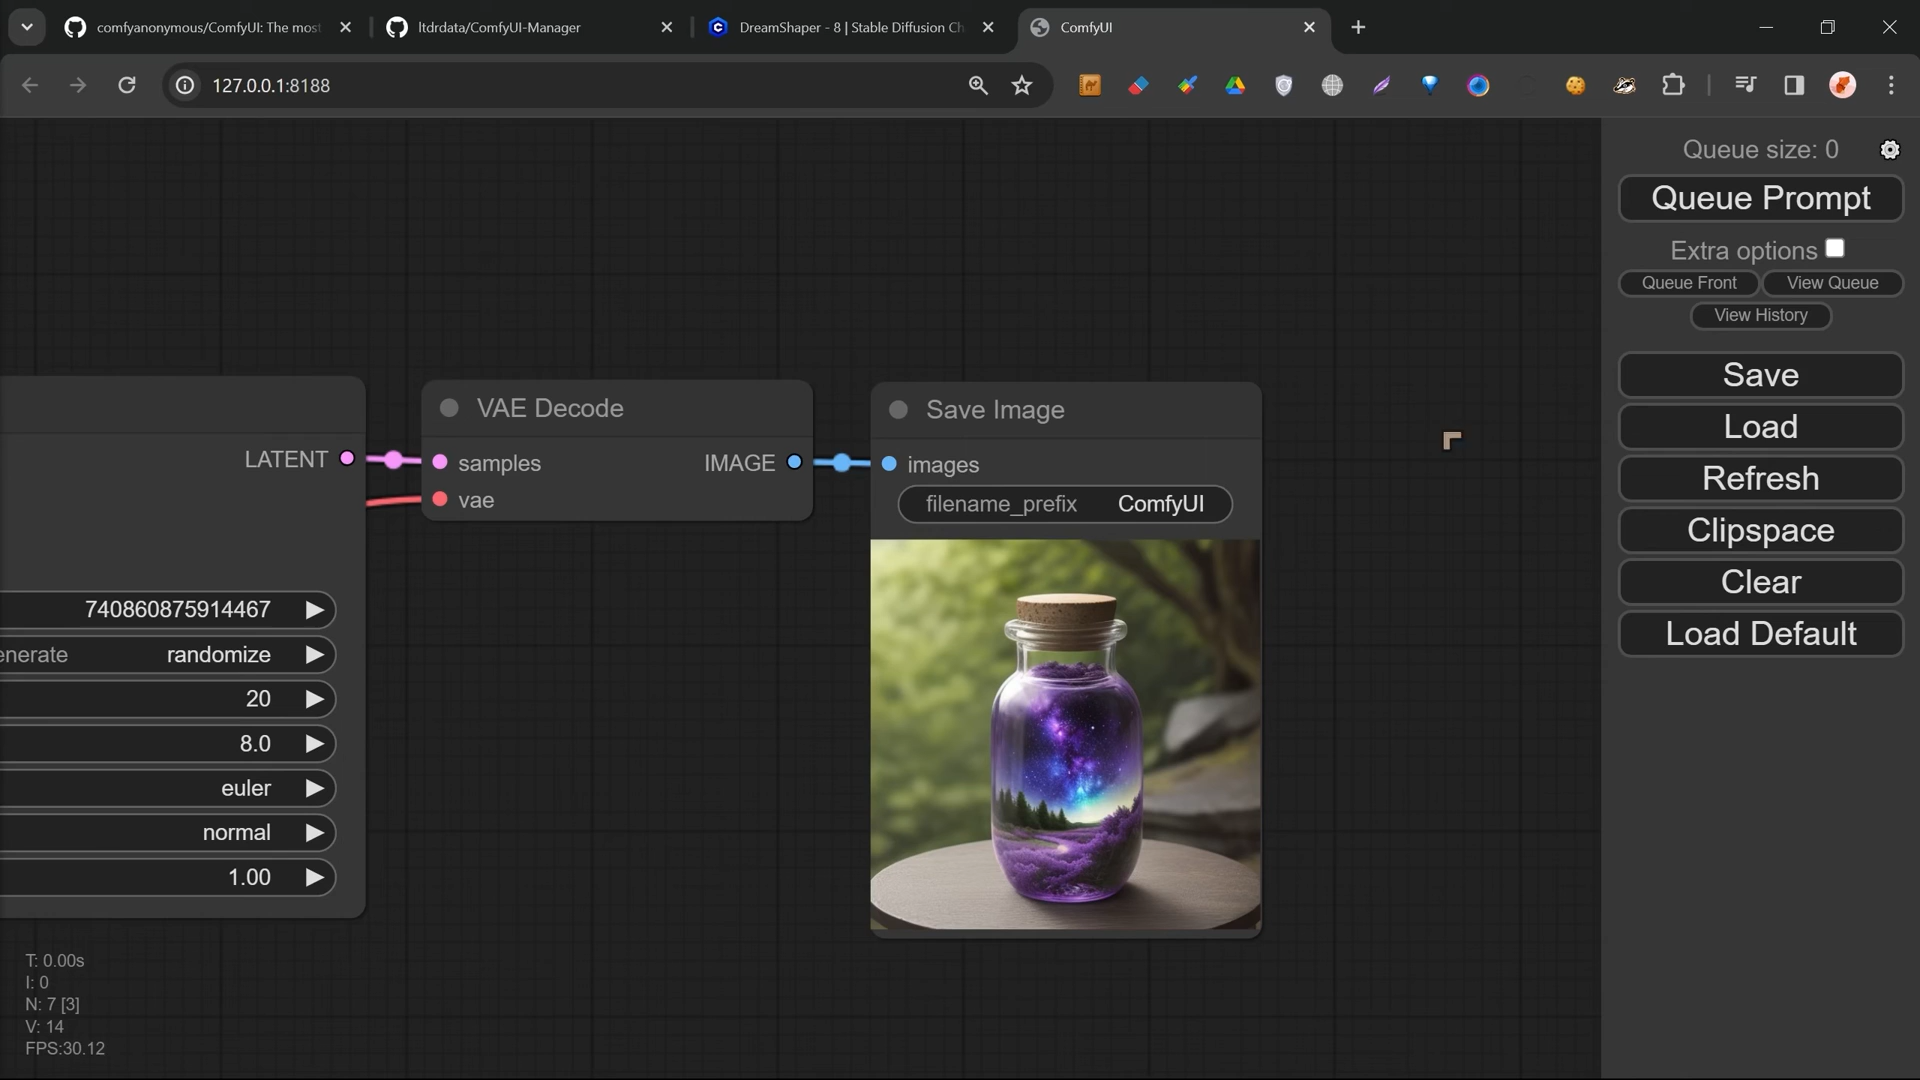 comfyanonymous/ComfyUI: The most
ltdrdata/ComfyUI-Manager
DreamShaper - 8 | Stable Diffusion Ch
ComfyUI
127.0.0.1:8188
Queue size: 0
Queue Prompt
Extra options
Queue Front
View Queue
View History
Save
Load
Refresh
Clipspace
Clear
Load Default
LATENT
740860875914467
enerate
randomize
20
8.0
euler
normal
1.00
VAE Decode
samples
IMAGE
vae
Save Image
images
filename_prefix
ComfyUI
T: 0.00s
I: 0
N: 7 [3]
V: 14
FPS:30.12